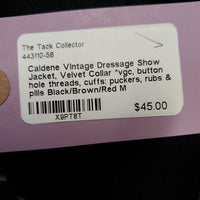 The Tack Collector
443110-58
Caldene Vintage Dressage Show
Jacket, Velvet Collar *vgc, button
hole threads, cuffs: puckers, rubs &
pills Black/Brown/Red M
X9PT8T
$45.00